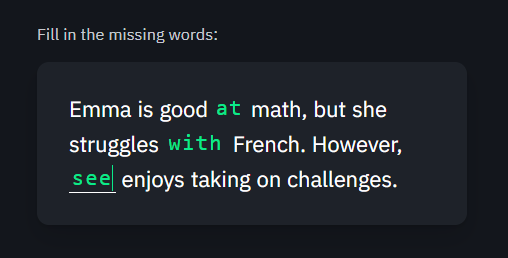 Fill in the missing words:
Emma is good at math, but she
struggles with French. However,
see enjoys taking on challenges.